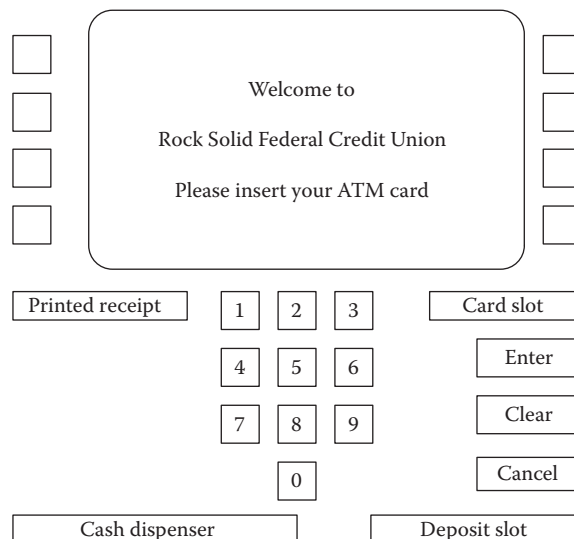 Welcome to
Rock Solid Federal Credit Union
Please insert your ATM card
Printed receipt
1 2 3
Card slot
4 5 6
Enter
7 8 9
Clear
0
Cancel
Cash dispenser
Deposit slot